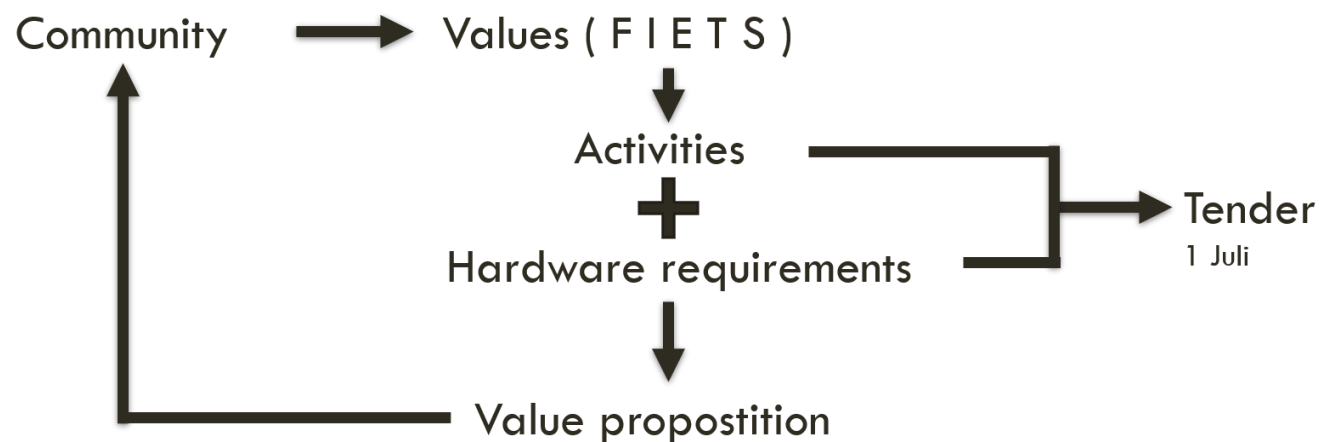 Community
Values ( F I E T S )
Activities
Hardware requirements
Tender
1 Juli
Value propostition